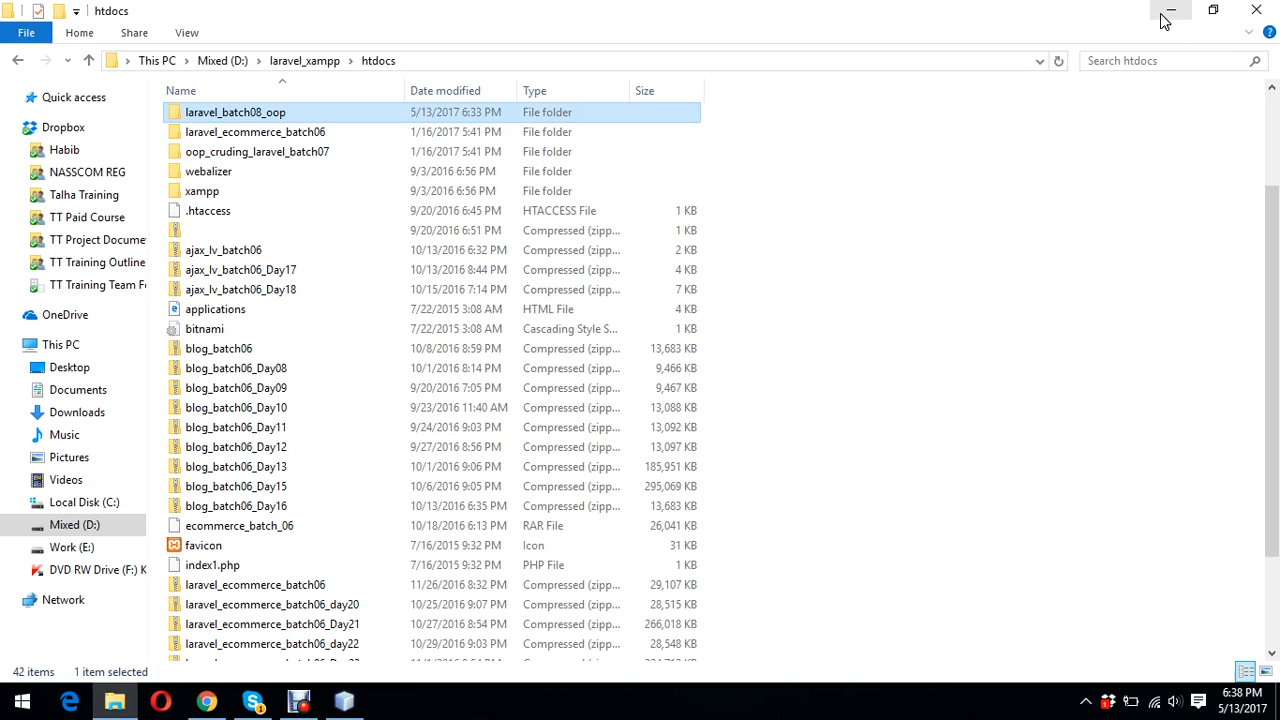 htdocs
File Home Share View
This PC Mixed (D:) laravel_xampp htdocs Search htdocs
Name Date modified Type Size
Quick access
Dropbox
Habib
NASSCOM REG
Talha Training
TT Paid Course
TT Project Docume
TT Training Outline
TT Training Team F
OneDrive
This PC
Desktop
Documents
Downloads
Music
Pictures
Videos
Local Disk (C:)
Mixed (D:)
Work (E:)
DVD RW Drive (F:) K
Network
laravel_batch08_oop 5/13/2017 6:33 PM File folder
laravel_ecommerce_batch06 1/16/2017 5:41 PM File folder
oop_cruding_laravel_batch07 1/16/2017 5:41 PM File folder
webalizer 9/3/2016 6:56 PM File folder
xampp 9/3/2016 6:56 PM File folder
.htaccess 9/20/2016 6:45 PM HTACCESS File 1 KB
9/20/2016 6:51 PM Compressed (zipp... 1 KB
ajax_lv_batch06 10/13/2016 6:32 PM Compressed (zipp... 2 KB
ajax_lv_batch06_Day17 10/13/2016 8:44 PM Compressed (zipp... 4 KB
ajax_lv_batch06_Day18 10/15/2016 7:14 PM Compressed (zipp... 7 KB
applications 7/22/2015 3:08 AM HTML File 4 KB
bitnami 7/22/2015 3:08 AM Cascading Style S... 1 KB
blog_batch06 10/8/2016 8:59 PM Compressed (zipp... 13,683 KB
blog_batch06_Day08 10/1/2016 8:14 PM Compressed (zipp... 9,466 KB
blog_batch06_Day09 9/20/2016 7:05 PM Compressed (zipp... 9,467 KB
blog_batch06_Day10 9/23/2016 11:40 AM Compressed (zipp... 13,088 KB
blog_batch06_Day11 9/24/2016 9:03 PM Compressed (zipp... 13,092 KB
blog_batch06_Day12 9/27/2016 8:56 PM Compressed (zipp... 13,097 KB
blog_batch06_Day13 10/1/2016 9:06 PM Compressed (zipp... 185,951 KB
blog_batch06_Day15 10/6/2016 9:05 PM Compressed (zipp... 295,069 KB
blog_batch06_Day16 10/13/2016 6:35 PM Compressed (zipp... 13,683 KB
ecommerce_batch_06 10/18/2016 6:13 PM RAR File 26,041 KB
favicon 7/16/2015 9:32 PM Icon 31 KB
index1.php 7/16/2015 9:32 PM PHP File 1 KB
laravel_ecommerce_batch06 11/26/2016 8:32 PM Compressed (zipp... 29,107 KB
laravel_ecommerce_batch06_day20 10/25/2016 9:07 PM Compressed (zipp... 28,515 KB
laravel_ecommerce_batch06_Day21 10/27/2016 8:54 PM Compressed (zipp... 266,018 KB
laravel_ecommerce_batch06_day22 10/29/2016 9:03 PM Compressed (zipp... 28,548 KB
42 items 1 item selected
6:38 PM
5/13/2017